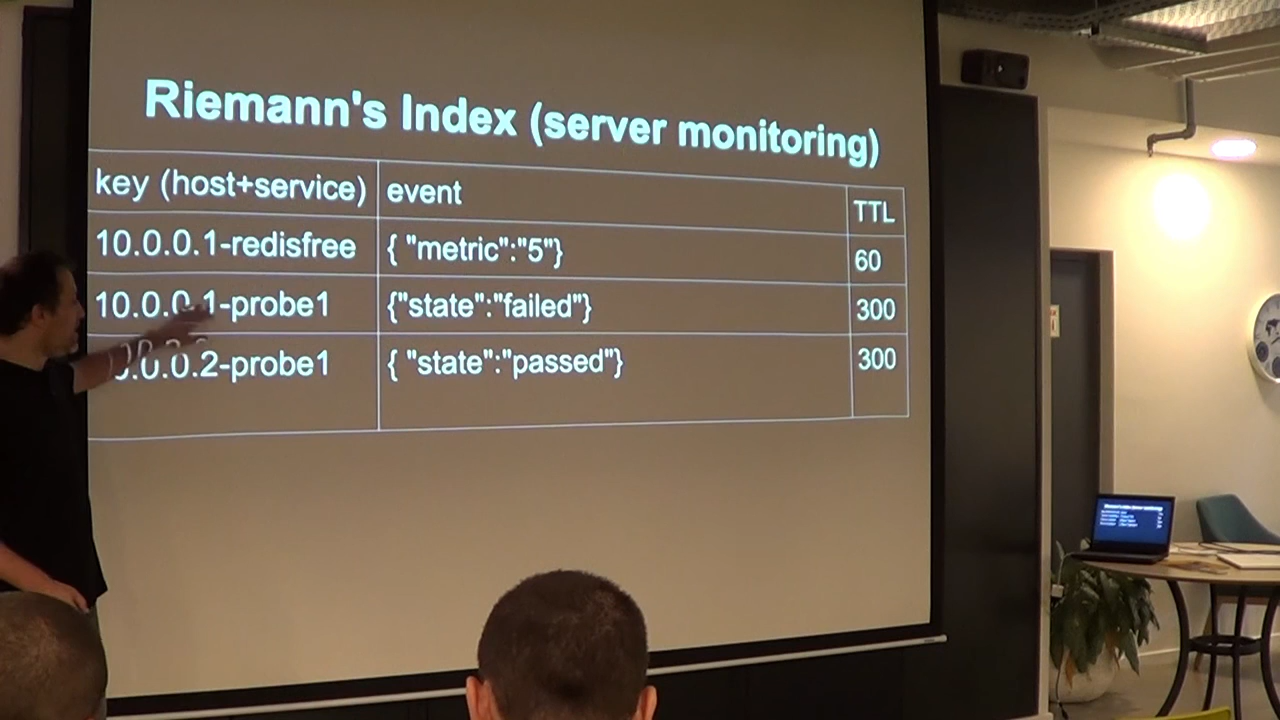 Riemann's Index (server monitoring)
key (host+service) event TTL
10.0.0.1-redisfree { "metric":"5"} 60
10.0.0.1-probe1 {"state":"failed"} 300
.0.0.2-probe1 { "state":"passed"} 300